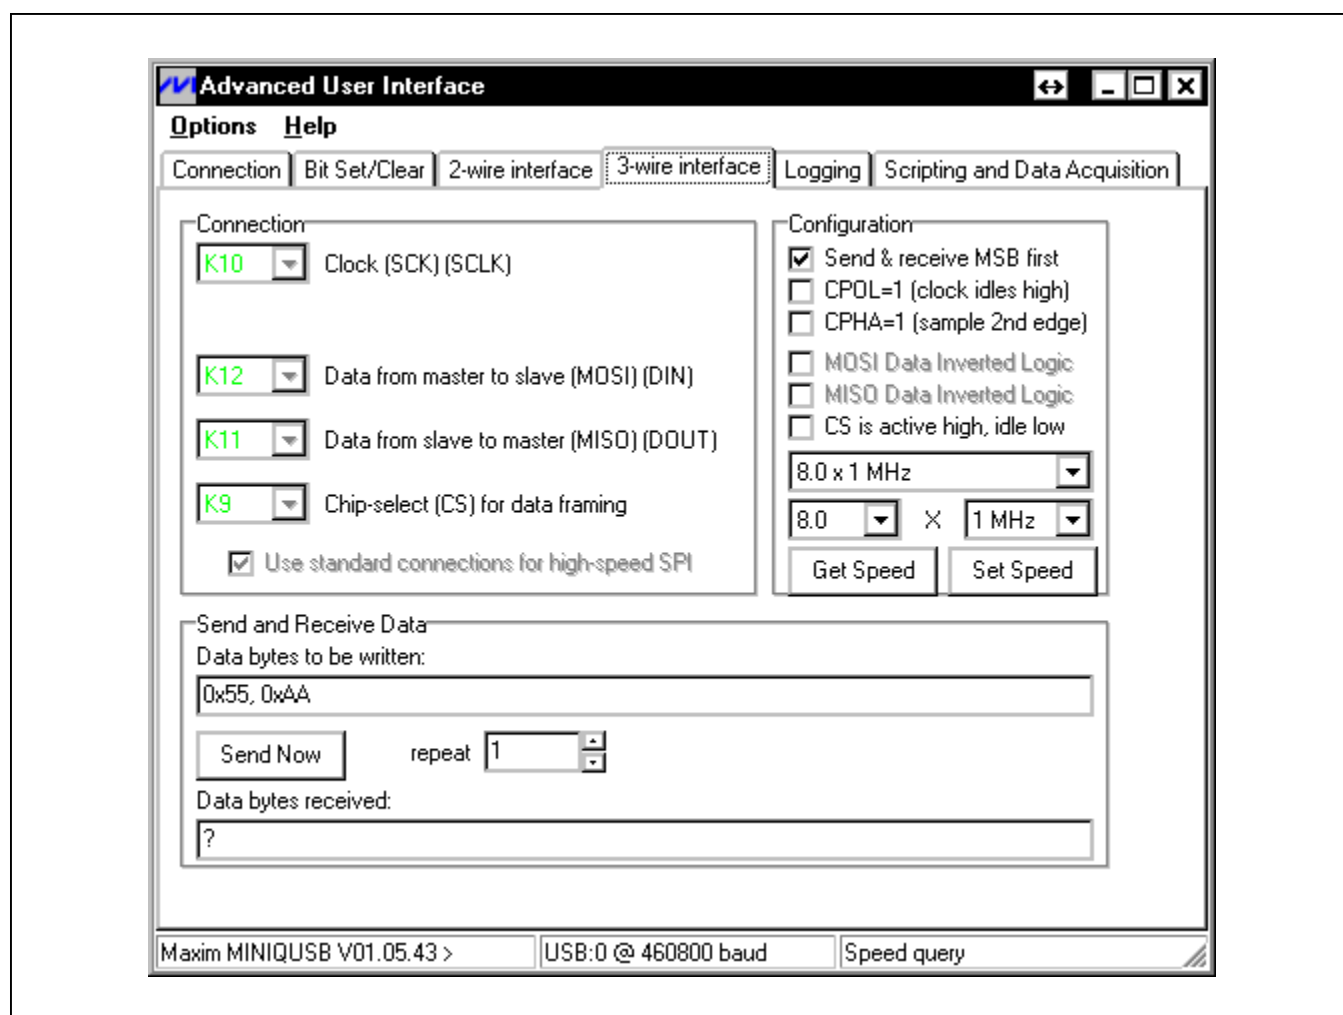 Advanced User Interface
Options Help
Connection Bit Set/Clear 2-wire interface 3-wire interface Logging Scripting and Data Acquisition
Connection
K10 Clock (SCK) (SCLK)
K12 Data from master to slave (MOSI) (DIN)
K11 Data from slave to master (MISO) (DOUT)
K9 Chip-select (CS) for data framing
Use standard connections for high-speed SPI
Configuration
Send & receive MSB first
CPOL=1 (clock idles high)
CPHA=1 (sample 2nd edge)
MOSI Data Inverted Logic
MISO Data Inverted Logic
CS is active high, idle low
8.0 x 1 MHz
8.0 X 1 MHz
Get Speed Set Speed
Send and Receive Data
Data bytes to be written:
0x55, 0xAA
Send Now repeat 1
Data bytes received:
?
Maxim MINIQUSB V01.05.43 > USB:0 @ 460800 baud Speed query